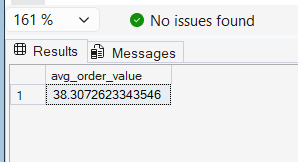 161 %
No issues found
Results
Messages
avg_order_value
1
38.3072623343546